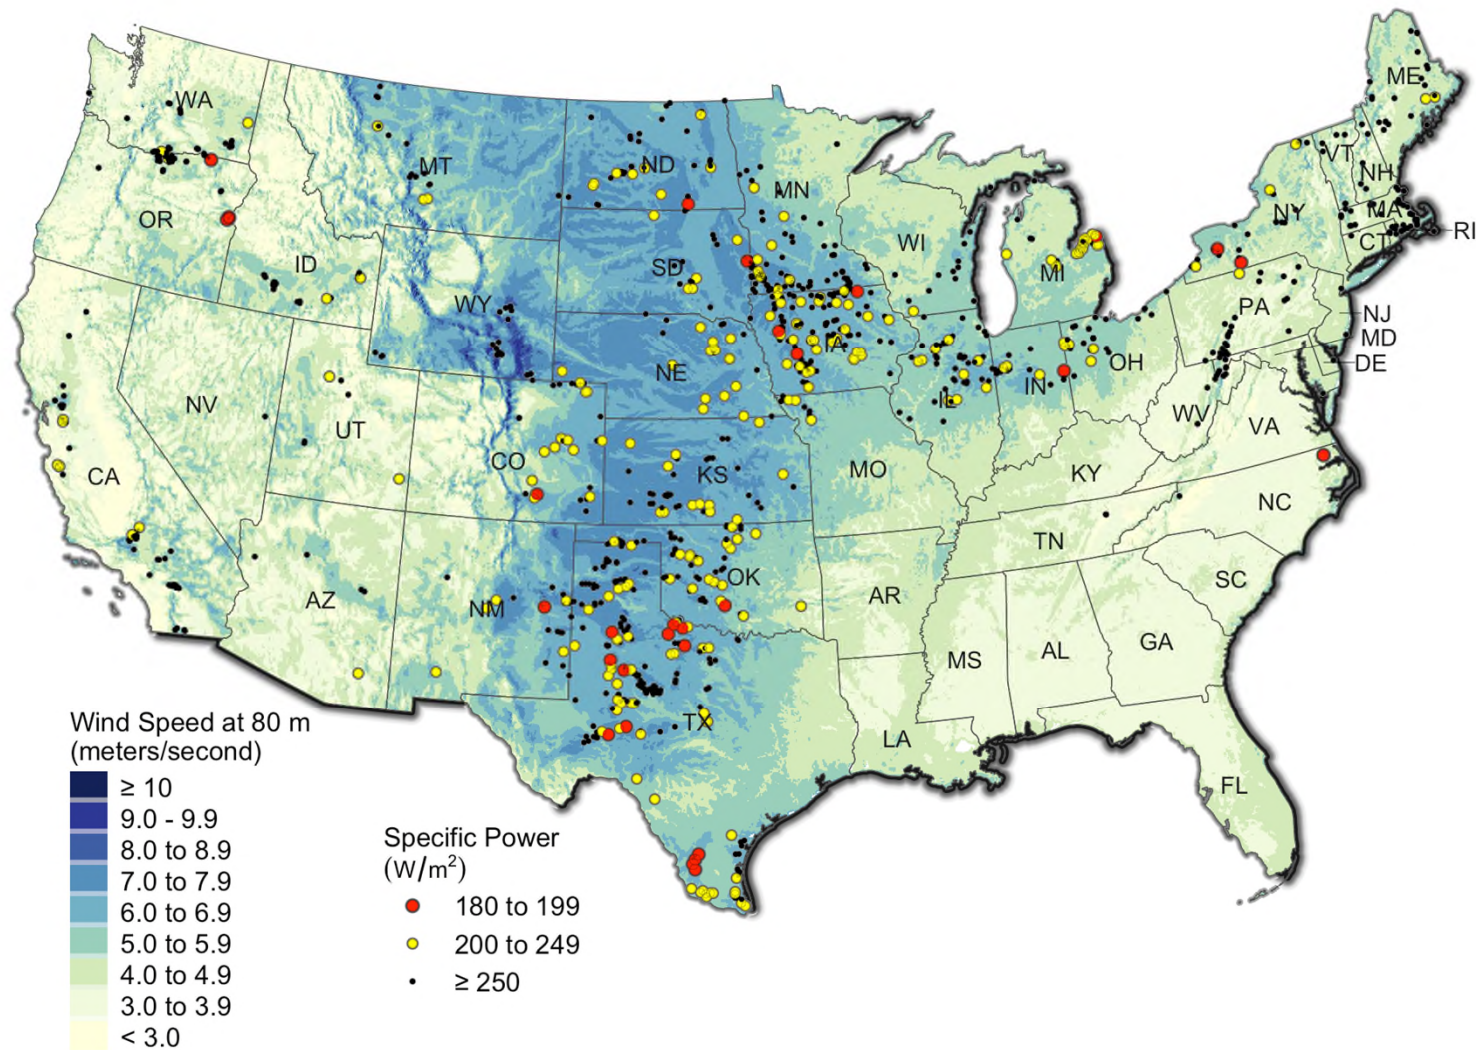 WA
ME
MT
ND
MN
VT
NH
OR
ID
SD
WI
MI
NY
MA
CT
RI
WY
PA
NJ
MD
DE
NE
IA
IL
IN
OH
NV
UT
CO
KS
MO
KY
WV
VA
CA
AZ
NM
OK
AR
TN
NC
SC
MS
AL
GA
TX
LA
FL
Wind Speed at 80 m
(meters/second)
≥ 10
9.0 - 9.9
8.0 to 8.9
7.0 to 7.9
6.0 to 6.9
5.0 to 5.9
4.0 to 4.9
3.0 to 3.9
< 3.0
Specific Power
(W/m²)
180 to 199
200 to 249
≥ 250